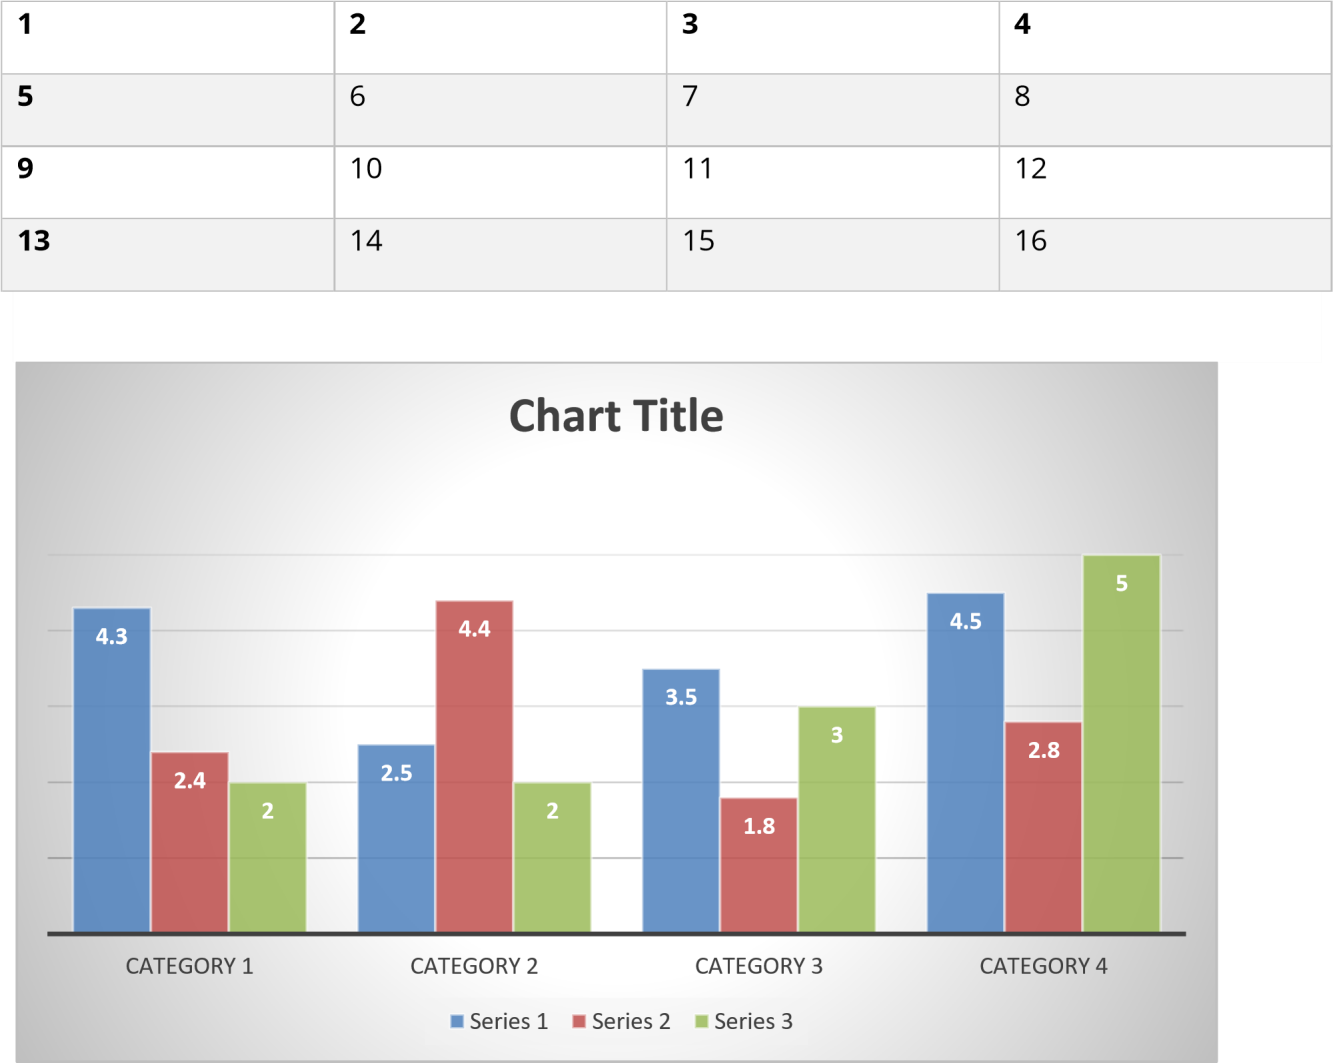 1 2 3 4
5 6 7 8
9 10 11 12
13 14 15 16
Chart Title
4.3 2.4 2 2.5 4.4 2 3.5 1.8 3 4.5 2.8 5
CATEGORY 1 CATEGORY 2 CATEGORY 3 CATEGORY 4
Series 1 Series 2 Series 3